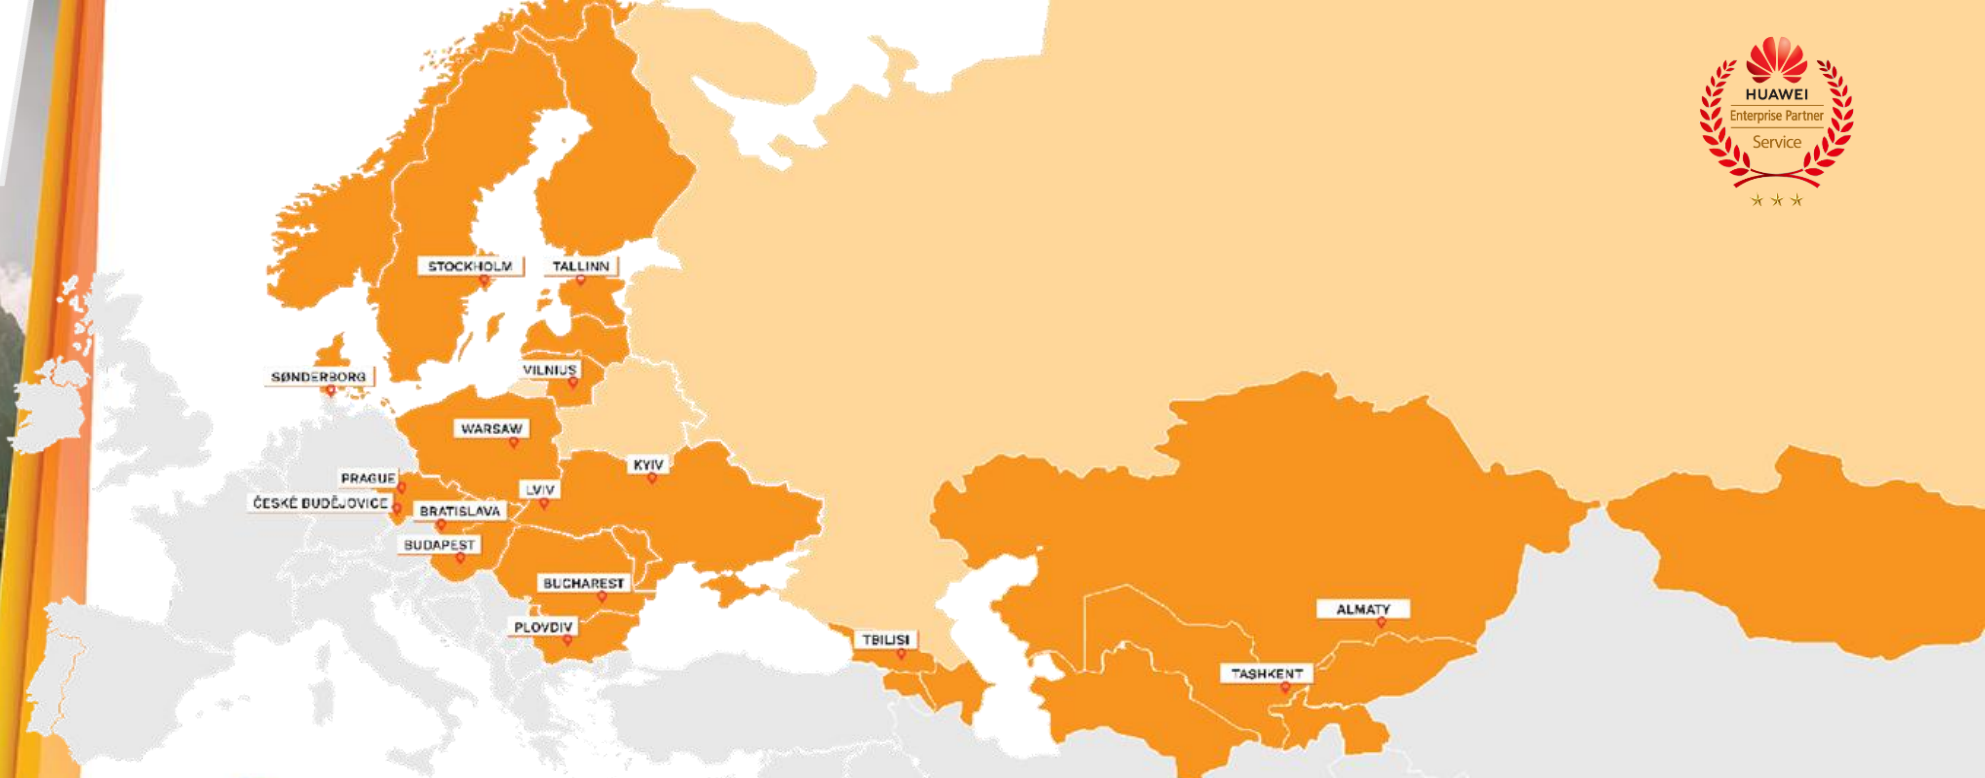 HUAWEI
Enterprise Partner
Service
STOCKHOLM
TALLINN
SØNDERBORG
VILNIUS
WARSAW
KYIV
PRAGUE
LVIV
ČESKÉ BUDĚJOVICE
BRATISLAVA
BUDAPEST
BUCHAREST
PLOVDIV
TBILISI
ALMATY
TASHKENT